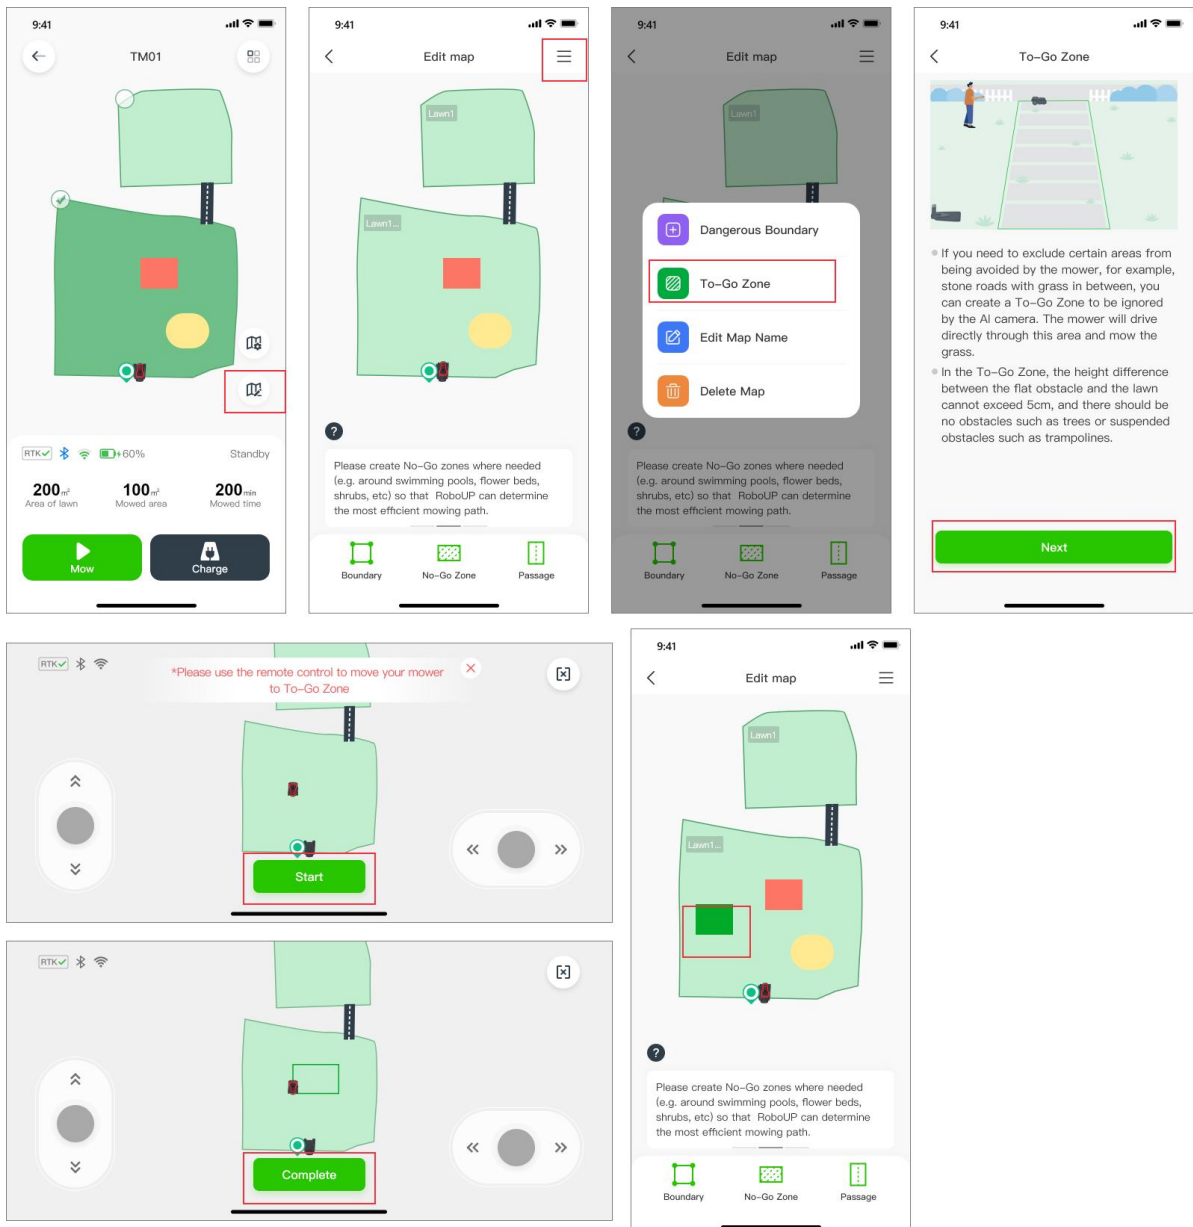 9:41
TM01
RTK
60%
Standby
200 m²
100 m²
200 min
Area of lawn
Mowed area
Mowed time
Mow
Charge
9:41
Edit map
Lawn1
Lawn1...
?
Please create No-Go zones where needed
(e.g. around swimming pools, flower beds,
shrubs, etc) so that RoboUP can determine
the most efficient mowing path.
Boundary
No-Go Zone
Passage
9:41
Edit map
Lawn1
Dangerous Boundary
To-Go Zone
Edit Map Name
Delete Map
?
Please create No-Go zones where needed
(e.g. around swimming pools, flower beds,
shrubs, etc) so that RoboUP can determine
the most efficient mowing path.
Boundary
No-Go Zone
Passage
9:41
To-Go Zone
If you need to exclude certain areas from
being avoided by the mower, for example,
stone roads with grass in between, you
can create a To-Go Zone to be ignored
by the AI camera. The mower will drive
directly through this area and mow the
grass.
In the To-Go Zone, the height difference
between the flat obstacle and the lawn
cannot exceed 5cm, and there should be
no obstacles such as trees or suspended
obstacles such as trampolines.
Next
RTK
*Please use the remote control to move your mower
to To-Go Zone
Start
RTK
Complete
9:41
Edit map
Lawn1
Lawn1...
?
Please create No-Go zones where needed
(e.g. around swimming pools, flower beds,
shrubs, etc) so that RoboUP can determine
the most efficient mowing path.
Boundary
No-Go Zone
Passage